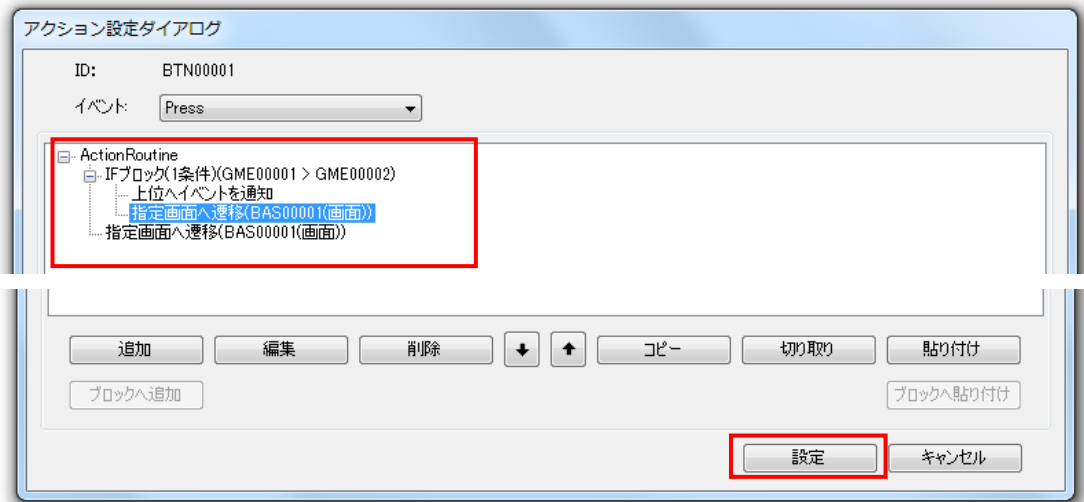 アクション設定ダイアログ
ID: BTN00001
イベント: Press
ActionRoutine
IFブロック(1条件)(GME00001 > GME00002)
上位へイベントを通知
指定画面へ遷移(BAS00001(画面))
指定画面へ遷移(BAS00001(画面))
追加 編集 削除 コピー 切り取り 貼り付け
ブロックへ追加 ブロックへ貼り付け
設定 キャンセル